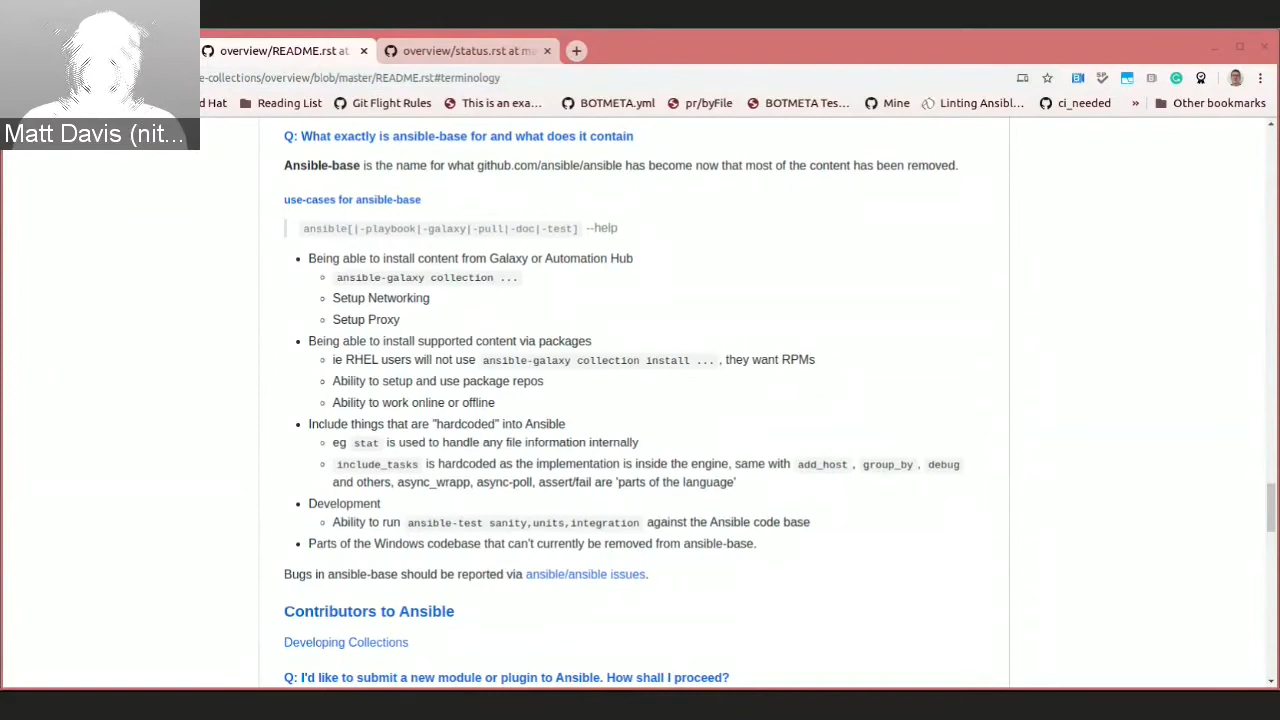 overview/README.rst at
overview/status.rst at ma
e-collections/overview/blob/master/README.rst#terminology
d Hat
Reading List
Git Flight Rules
This is an exa...
BOTMETA.yml
pr/byFile
BOTMETA Tes...
Mine
Linting Ansibl...
ci_needed
»
Other bookmarks
Matt Davis (nit...
Q: What exactly is ansible-base for and what does it contain
Ansible-base is the name for what github.com/ansible/ansible has become now that most of the content has been removed.
use-cases for ansible-base
ansible[|-playbook|-galaxy|-pull|-doc|-test] --help
Being able to install content from Galaxy or Automation Hub
ansible-galaxy collection ...
Setup Networking
Setup Proxy
Being able to install supported content via packages
ie RHEL users will not use ansible-galaxy collection install ... , they want RPMs
Ability to setup and use package repos
Ability to work online or offline
Include things that are "hardcoded" into Ansible
eg stat is used to handle any file information internally
include_tasks is hardcoded as the implementation is inside the engine, same with add_host , group_by , debug
and others, async_wrapp, async-poll, assert/fail are 'parts of the language'
Development
Ability to run ansible-test sanity,units,integration against the Ansible code base
Parts of the Windows codebase that can't currently be removed from ansible-base.
Bugs in ansible-base should be reported via ansible/ansible issues.
Contributors to Ansible
Developing Collections
Q: I'd like to submit a new module or plugin to Ansible. How shall I proceed?